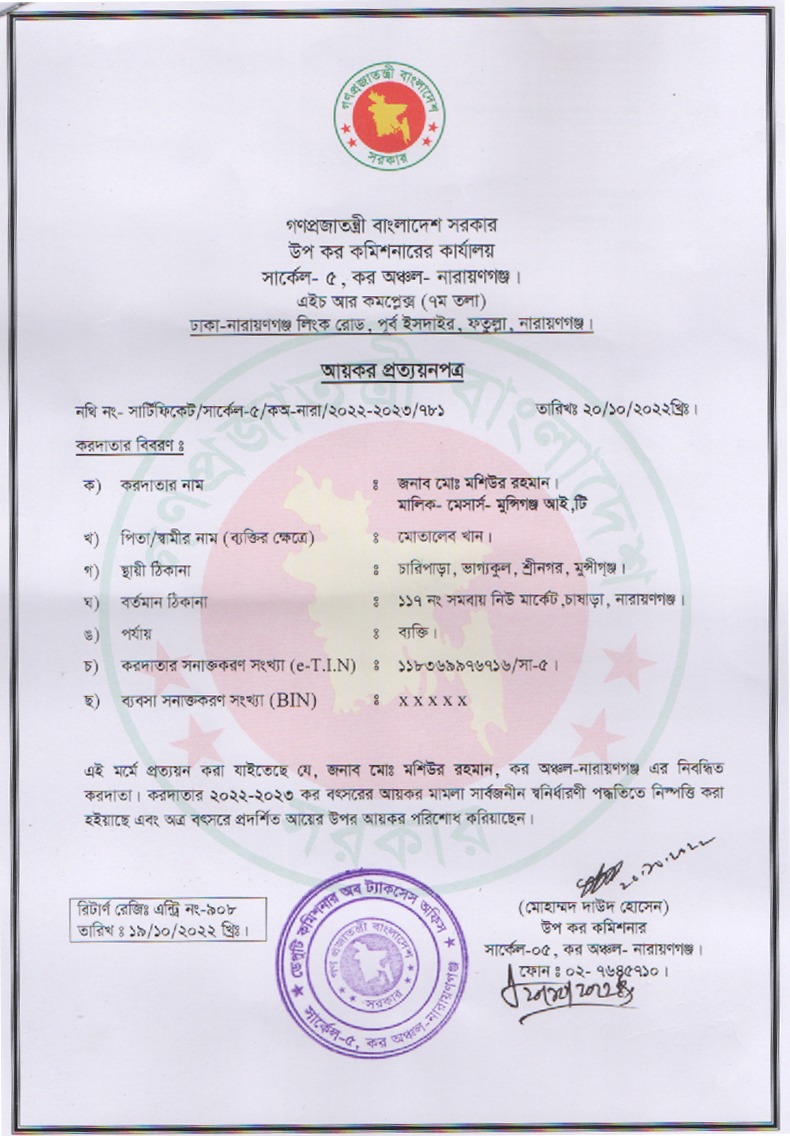 গণপ্রজাতন্ত্রী বাংলাদেশ
সরকার
গণপ্রজাতন্ত্রী বাংলাদেশ সরকার
উপ কর কমিশনারের কার্যালয়
সার্কেল- ৫, কর অঞ্চল- নারায়ণগঞ্জ।
এইচ আর কমপ্লেক্স (৭ম তলা)
ঢাকা-নারায়ণগঞ্জ লিংক রোড, পূর্ব ইসদাইর, ফতুল্লা, নারায়ণগঞ্জ।
আয়কর প্রত্যয়নপত্র
নথি নং- সার্টিফিকেট/সার্কেল-৫/কঅ-নারা/২০২২-২০২৩/৭৮১ তারিখঃ ২০/১০/২০২২খ্রিঃ।
করদাতার বিবরণ ঃ
ক) করদাতার নাম ঃ জনাব মোঃ মশিউর রহমান।
মালিক- মেসার্স- মুন্সিগঞ্জ আই,টি
খ) পিতা/স্বামীর নাম (ব্যক্তির ক্ষেত্রে) ঃ মোতালেব খান।
গ) স্থায়ী ঠিকানা ঃ চারিপাড়া, ভাগ্যকুল, শ্রীনগর, মুন্সীগঞ্জ।
ঘ) বর্তমান ঠিকানা ঃ ১১৭ নং সমবায় নিউ মার্কেট,চাষাড়া, নারায়ণগঞ্জ।
ঙ) পর্যায় ঃ ব্যক্তি।
চ) করদাতার সনাক্তকরণ সংখ্যা (e-T.I.N) ঃ ১১৮৩৬৯৯৭৬৭১৬/সা-৫।
ছ) ব্যবসা সনাক্তকরণ সংখ্যা (BIN) ঃ x x x x x
এই মর্মে প্রত্যয়ন করা যাইতেছে যে, জনাব মোঃ মশিউর রহমান, কর অঞ্চল-নারায়ণগঞ্জ এর নিবন্ধিত
করদাতা। করদাতার ২০২২-২০২৩ কর বৎসরের আয়কর মামলা সার্বজনীন স্বনির্ধারণী পদ্ধতিতে নিষ্পত্তি করা
হইয়াছে এবং অত্র বৎসরে প্রদর্শিত আয়ের উপর আয়কর পরিশোধ করিয়াছেন।
গণপ্রজাতন্ত্রী বাংলাদেশ
সরকার
২০.১০.২০২২
রিটার্ণ রেজিঃ এন্ট্রি নং-৯০৮
তারিখ ঃ ১৯/১০/২০২২ খ্রিঃ।
ডেপুটি কমিশনার অব ট্যাকসেস অফিস
গণ প্রজাতন্ত্রী বাংলাদেশ
সরকার
সার্কেল-৫, কর অঞ্চল-নারায়ণগঞ্জ
(মোহাম্মদ দাউদ হোসেন)
উপ কর কমিশনার
সার্কেল-০৫, কর অঞ্চল- নারায়ণগঞ্জ।
ফোন ঃ ০২- ৭৬৪৫৭১০।